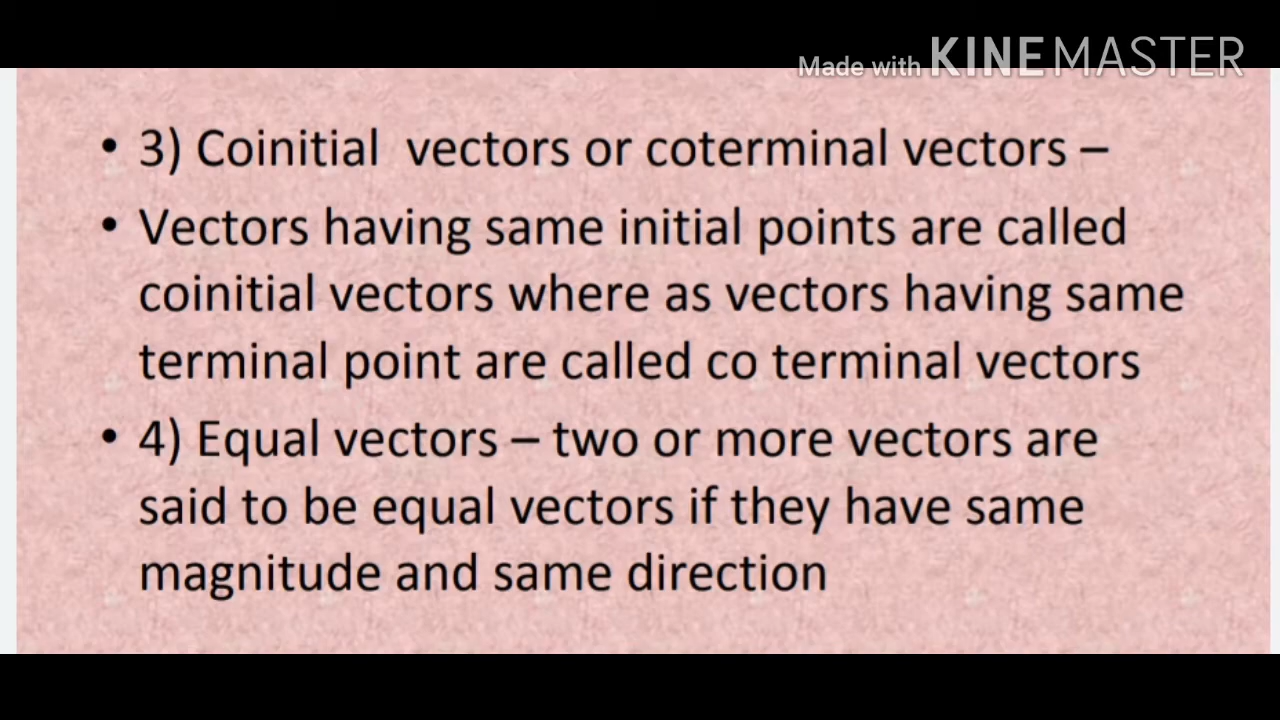 Made with KINEMASTER
• 3) Coinitial vectors or coterminal vectors –
• Vectors having same initial points are called
coinitial vectors where as vectors having same
terminal point are called co terminal vectors
• 4) Equal vectors – two or more vectors are
said to be equal vectors if they have same
magnitude and same direction